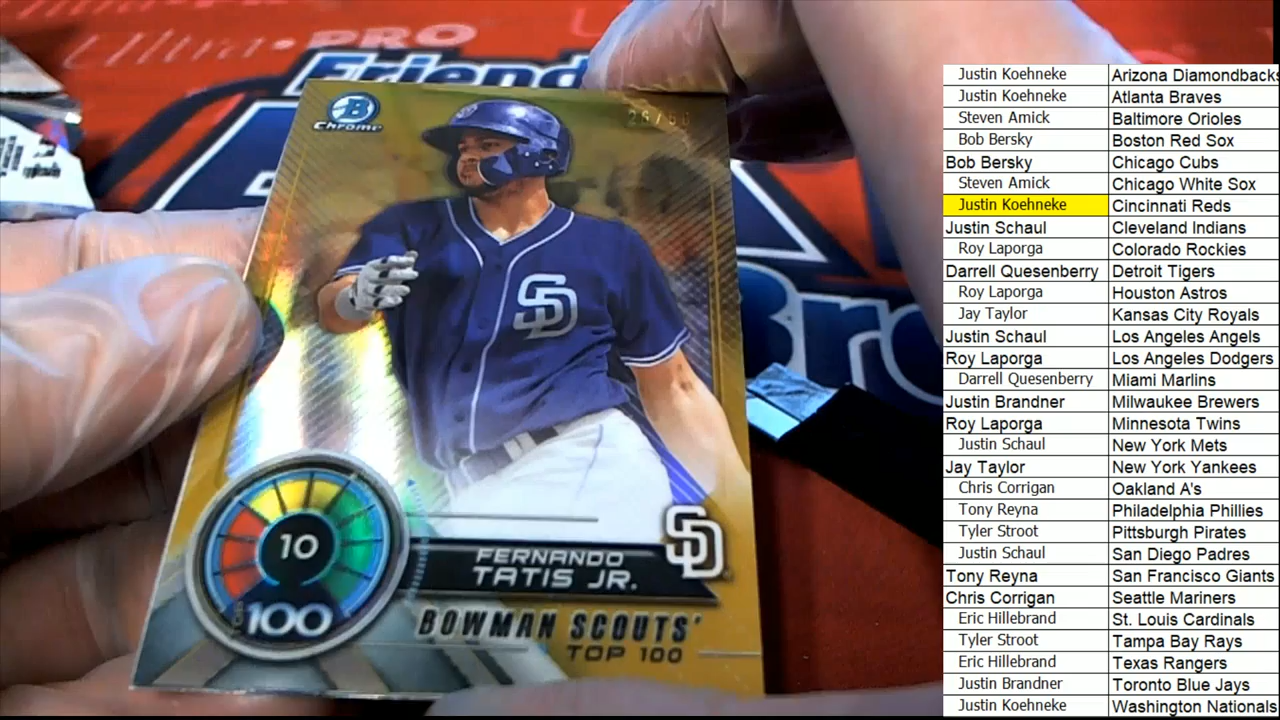 Ultra•PRO
Friend
Bro
B
Chrome
SD
10
100
FERNANDO
TATIS JR.
SD
BOWMAN SCOUTS'
TOP 100
Justin Koehneke Arizona Diamondbacks
Justin Koehneke Atlanta Braves
Steven Amick Baltimore Orioles
Bob Bersky Boston Red Sox
Bob Bersky Chicago Cubs
Steven Amick Chicago White Sox
Justin Koehneke Cincinnati Reds
Justin Schaul Cleveland Indians
Roy Laporga Colorado Rockies
Darrell Quesenberry Detroit Tigers
Roy Laporga Houston Astros
Jay Taylor Kansas City Royals
Justin Schaul Los Angeles Angels
Roy Laporga Los Angeles Dodgers
Darrell Quesenberry Miami Marlins
Justin Brandner Milwaukee Brewers
Roy Laporga Minnesota Twins
Justin Schaul New York Mets
Jay Taylor New York Yankees
Chris Corrigan Oakland A's
Tony Reyna Philadelphia Phillies
Tyler Stroot Pittsburgh Pirates
Justin Schaul San Diego Padres
Tony Reyna San Francisco Giants
Chris Corrigan Seattle Mariners
Eric Hillebrand St. Louis Cardinals
Tyler Stroot Tampa Bay Rays
Eric Hillebrand Texas Rangers
Justin Brandner Toronto Blue Jays
Justin Koehneke Washington Nationals